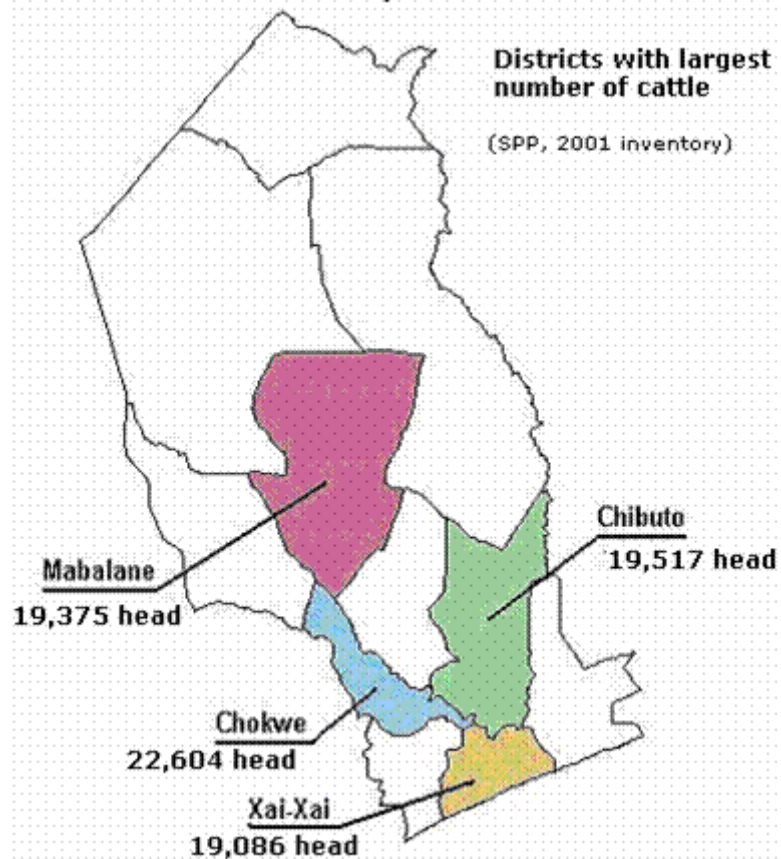 Districts with largest
number of cattle
(SPP, 2001 inventory)
Chibuto
19,517 head
Mabalane
19,375 head
Chokwe
22,604 head
Xai-Xai
19,086 head